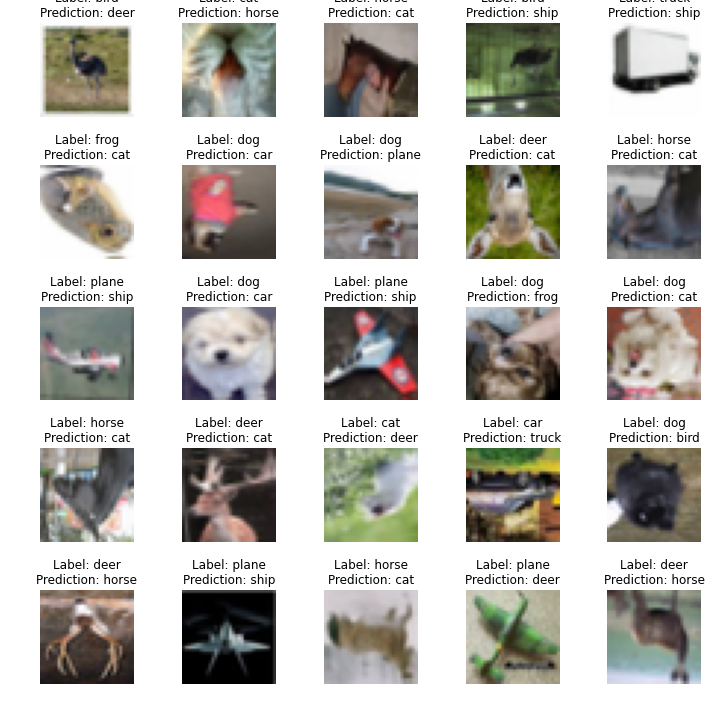 Label: bird Label: cat Label: horse Label: bird Label: truck
Prediction: deer Prediction: horse Prediction: cat Prediction: ship Prediction: ship
Label: frog Label: dog Label: dog Label: deer Label: horse
Prediction: cat Prediction: car Prediction: plane Prediction: cat Prediction: cat
Label: plane Label: dog Label: plane Label: dog Label: dog
Prediction: ship Prediction: car Prediction: ship Prediction: frog Prediction: cat
Label: horse Label: deer Label: cat Label: car Label: dog
Prediction: cat Prediction: cat Prediction: deer Prediction: truck Prediction: bird
Label: deer Label: plane Label: horse Label: plane Label: deer
Prediction: horse Prediction: ship Prediction: cat Prediction: deer Prediction: horse